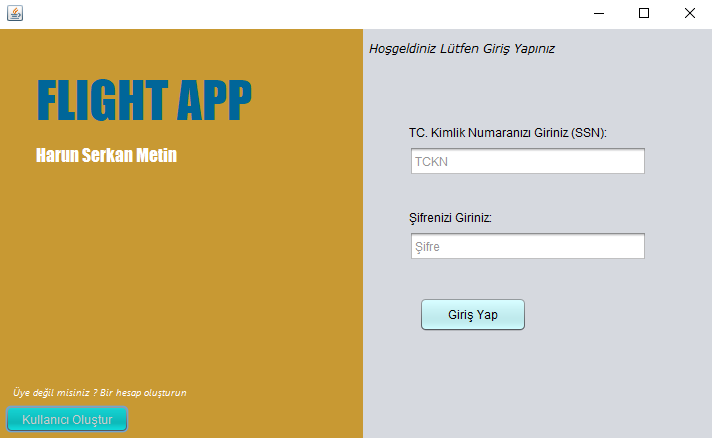 FLIGHT APP
Harun Serkan Metin
Üye değil misiniz ? Bir hesap oluşturun
Kullanıcı Oluştur
Hoşgeldiniz Lütfen Giriş Yapınız
TC. Kimlik Numaranızı Giriniz (SSN):
TCKN
Şifrenizi Giriniz:
Şifre
Giriş Yap